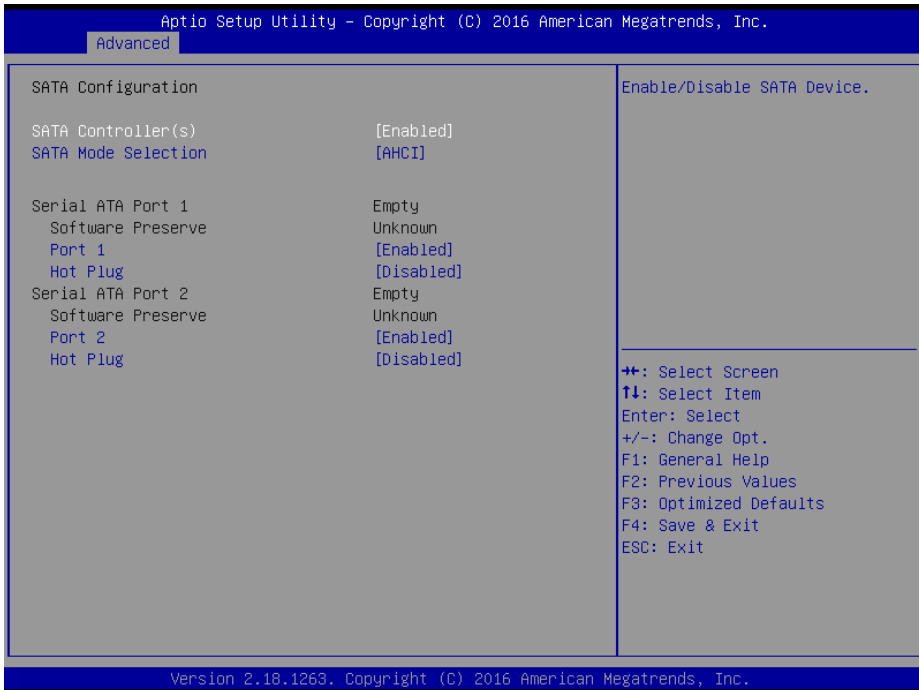 Aptio Setup Utility – Copyright (C) 2016 American Megatrends, Inc.
Advanced
SATA Configuration
SATA Controller(s) [Enabled]
SATA Mode Selection [AHCI]
Serial ATA Port 1 Empty
Software Preserve Unknown
Port 1 [Enabled]
Hot Plug [Disabled]
Serial ATA Port 2 Empty
Software Preserve Unknown
Port 2 [Enabled]
Hot Plug [Disabled]
Enable/Disable SATA Device.
→←: Select Screen
↑↓: Select Item
Enter: Select
+/-: Change Opt.
F1: General Help
F2: Previous Values
F3: Optimized Defaults
F4: Save & Exit
ESC: Exit
Version 2.18.1263. Copyright (C) 2016 American Megatrends, Inc.